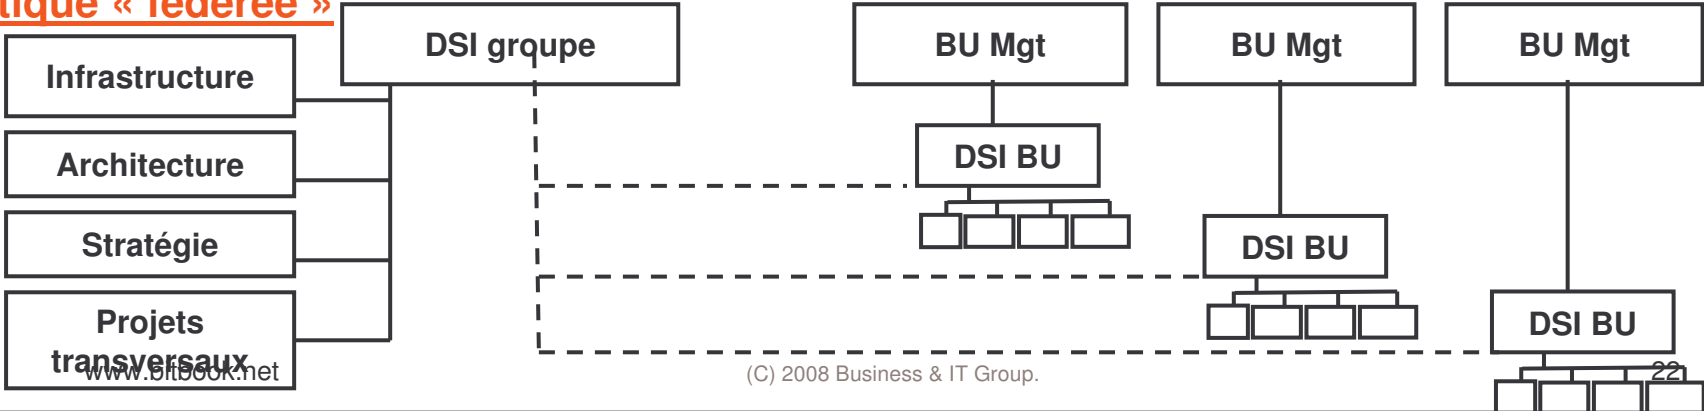 tique « fédérée »
DSI groupe
BU Mgt
BU Mgt
BU Mgt
Infrastructure
Architecture
DSI BU
Stratégie
DSI BU
Projets
transversaux
DSI BU
www.bitbook.net
(C) 2008 Business & IT Group.
22